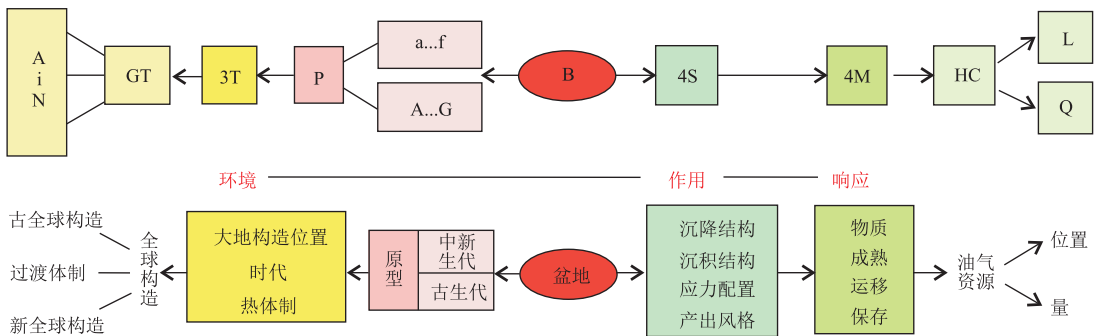 A
i
N
GT
3T
P
a...f
A...G
B
4S
4M
HC
L
Q
环境
作用
响应
古全球构造
过渡体制
新全球构造
全球构造
大地构造位置
时代
热体制
原型
中新
生代
古生代
盆地
沉降结构
沉积结构
应力配置
产出风格
物质
成熟
运移
保存
油气
资源
位置
量